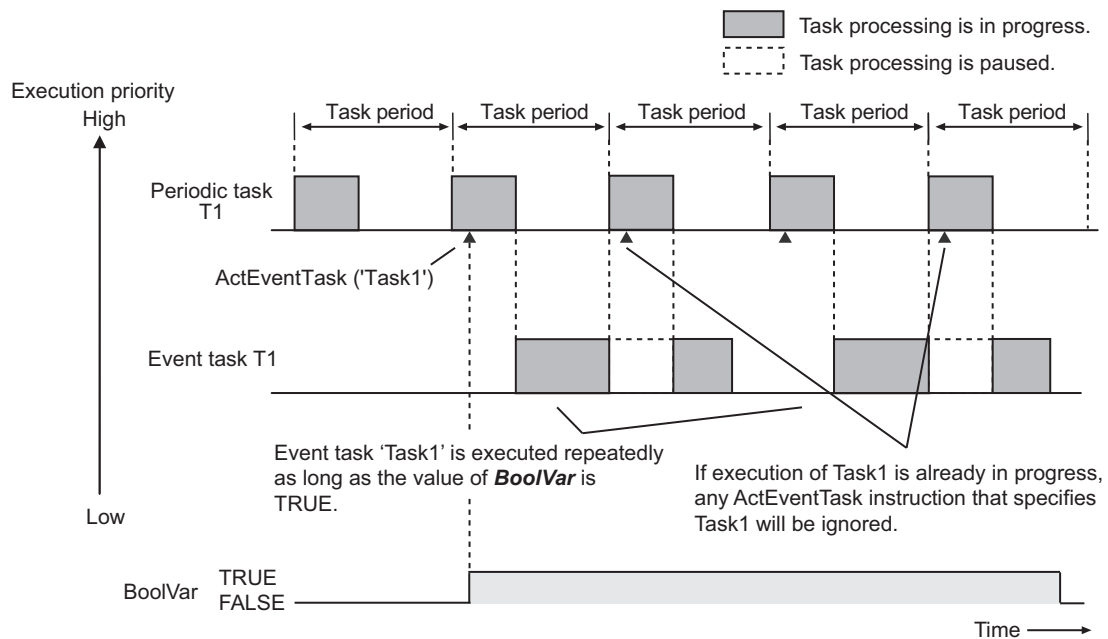 Task processing is in progress.
Task processing is paused.
Execution priority
High
Task period
Task period
Task period
Task period
Task period
Periodic task
T1
ActEventTask ('Task1')
Event task T1
Event task ‘Task1’ is executed repeatedly
as long as the value of BoolVar is
TRUE.
If execution of Task1 is already in progress,
any ActEventTask instruction that specifies
Task1 will be ignored.
Low
BoolVar
TRUE
FALSE
Time